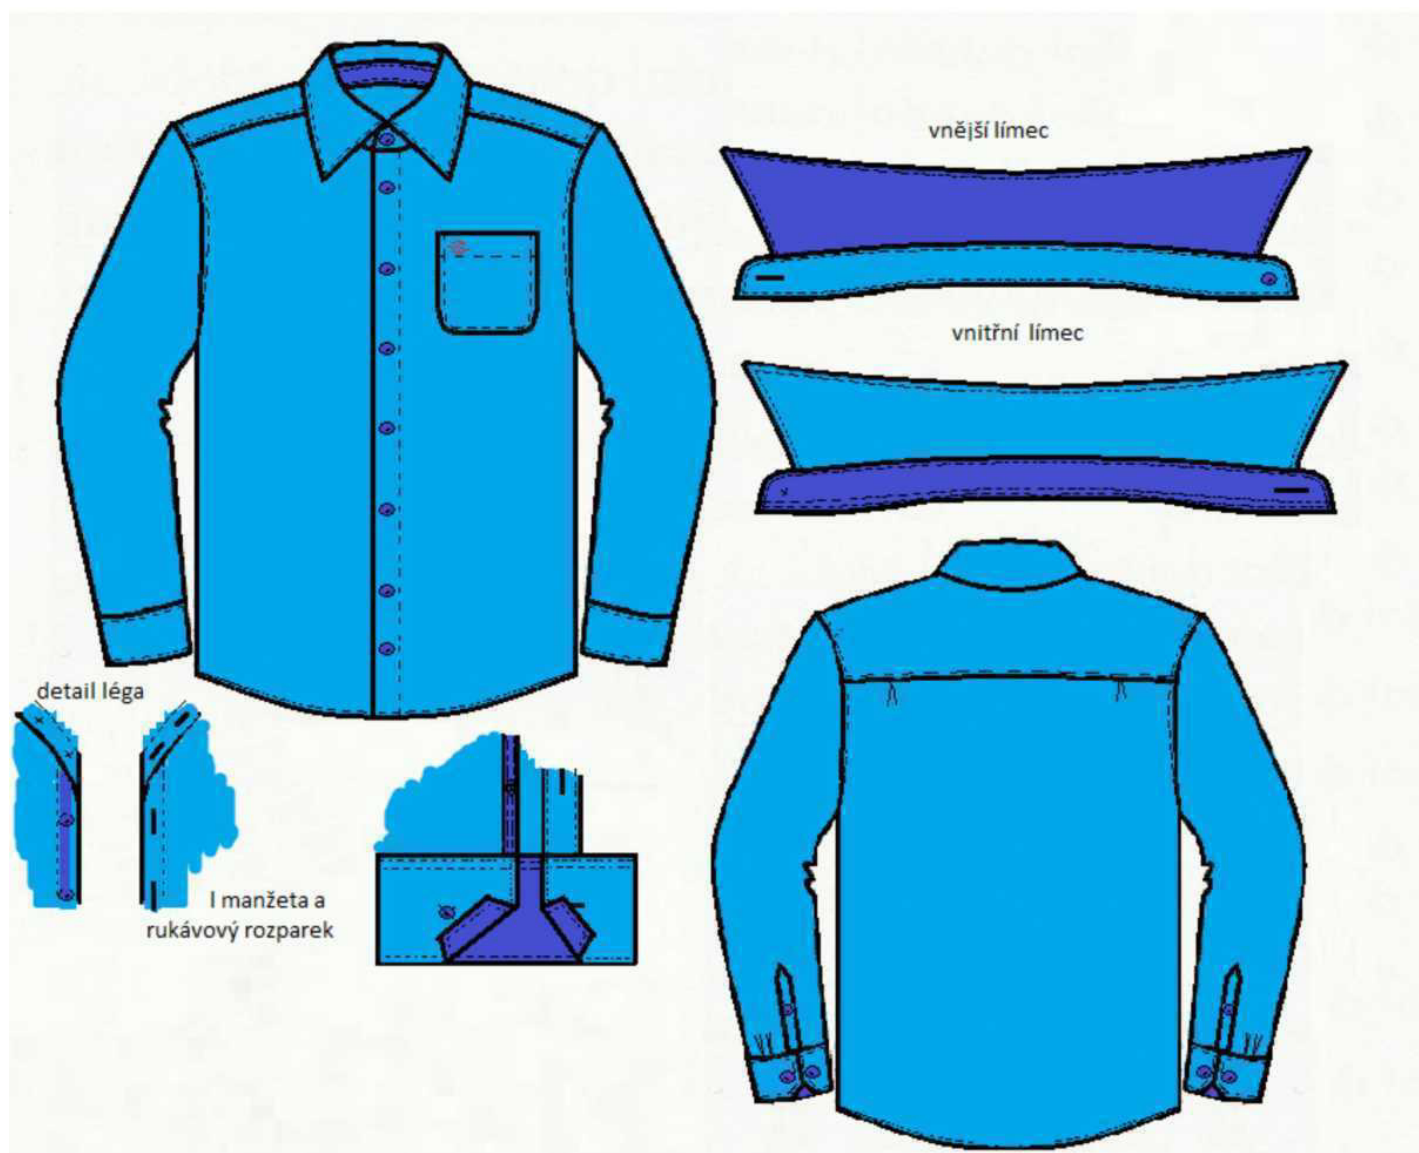 vnější límec
vnitřní límec
detail léga
I manžeta a
rukávový rozparek